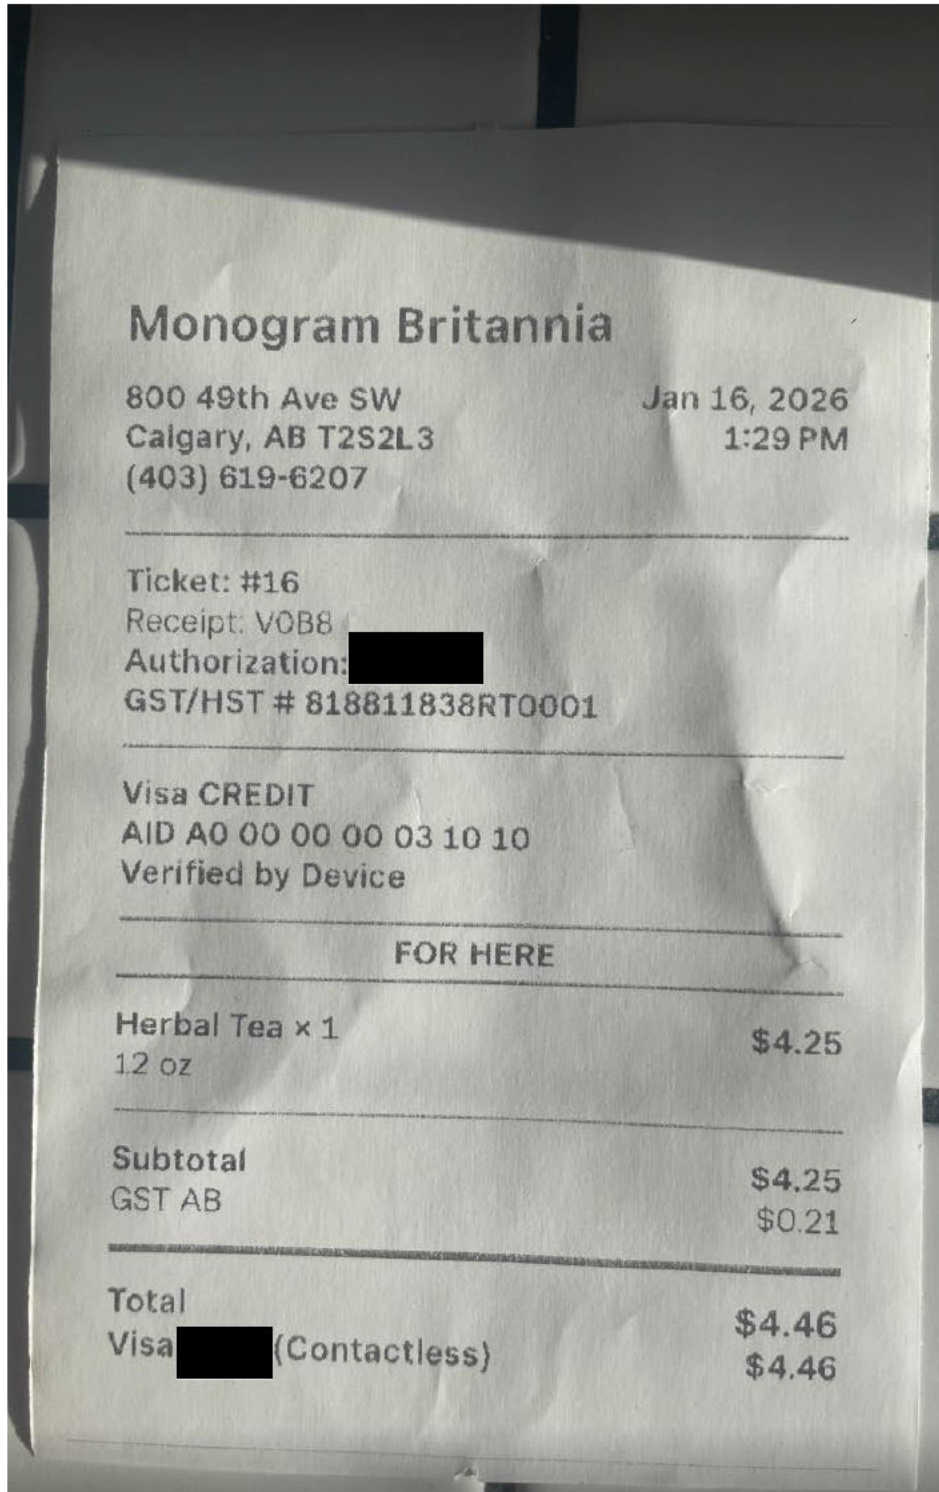 Monogram Britannia
800 49th Ave SW
Jan 16, 2026
Calgary, AB T2S2L3
1:29 PM
(403) 619-6207
Ticket: #16
Receipt: V0B8
Authorization:
GST/HST # 818811838RT0001
Visa CREDIT
AID A0 00 00 00 03 10 10
Verified by Device
FOR HERE
Herbal Tea × 1
$4.25
12 oz
Subtotal
$4.25
GST AB
$0.21
Total
$4.46
Visa (Contactless)
$4.46